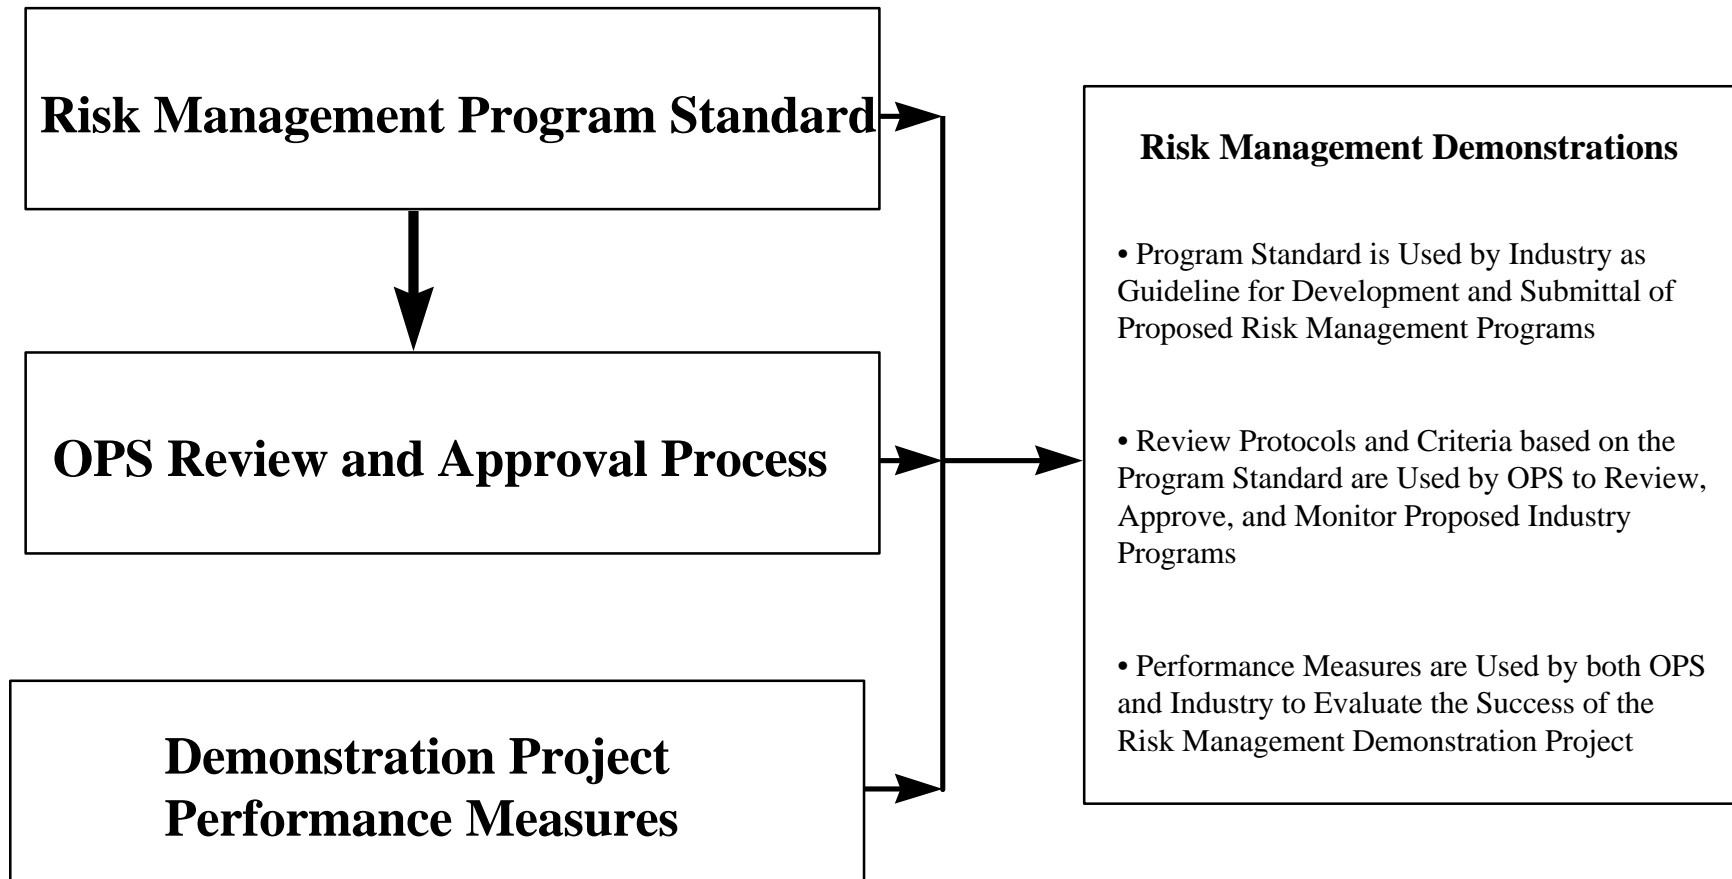 Risk Management Program Standard
OPS Review and Approval Process
Demonstration Project
Performance Measures
Risk Management Demonstrations
• Program Standard is Used by Industry as
Guideline for Development and Submittal of
Proposed Risk Management Programs
• Review Protocols and Criteria based on the
Program Standard are Used by OPS to Review,
Approve, and Monitor Proposed Industry
Programs
• Performance Measures are Used by both OPS
and Industry to Evaluate the Success of the
Risk Management Demonstration Project